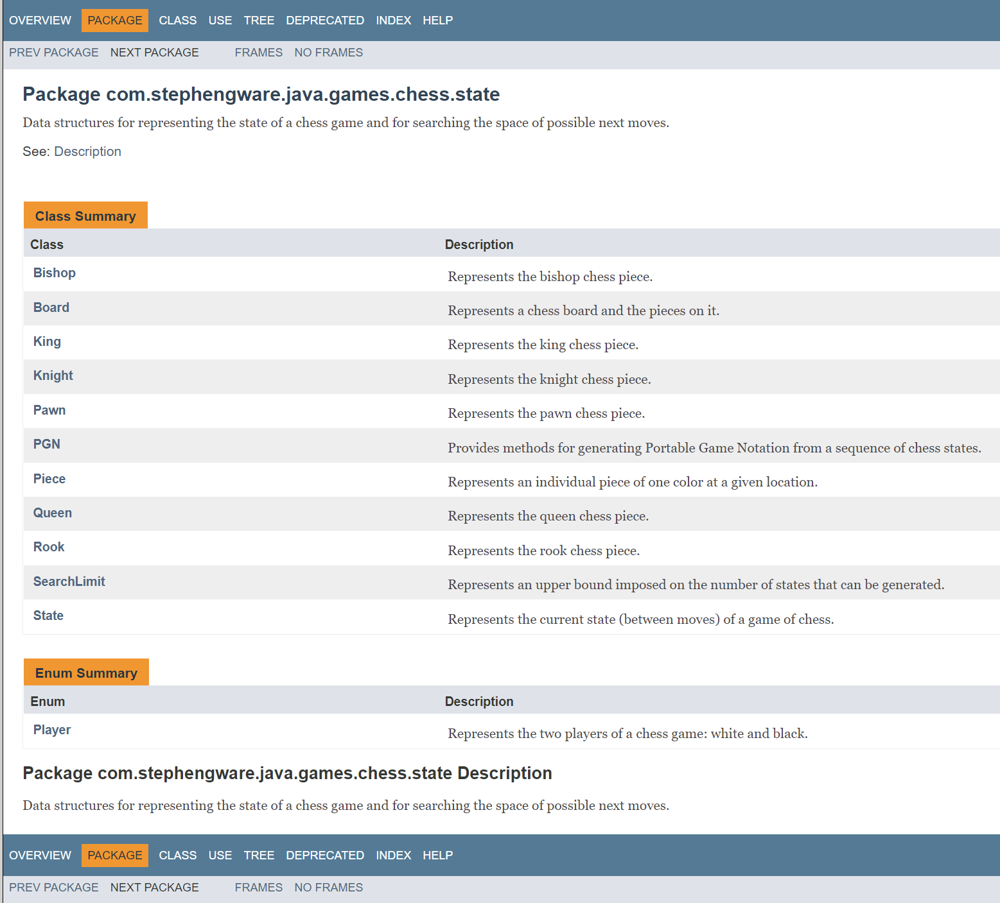 OVERVIEW PACKAGE CLASS USE TREE DEPRECATED INDEX HELP
PREV PACKAGE NEXT PACKAGE FRAMES NO FRAMES
Package com.stephengware.java.games.chess.state
Data structures for representing the state of a chess game and for searching the space of possible next moves.
See: Description
Class Summary
Class Description
Bishop Represents the bishop chess piece.
Board Represents a chess board and the pieces on it.
King Represents the king chess piece.
Knight Represents the knight chess piece.
Pawn Represents the pawn chess piece.
PGN Provides methods for generating Portable Game Notation from a sequence of chess states.
Piece Represents an individual piece of one color at a given location.
Queen Represents the queen chess piece.
Rook Represents the rook chess piece.
SearchLimit Represents an upper bound imposed on the number of states that can be generated.
State Represents the current state (between moves) of a game of chess.
Enum Summary
Enum Description
Player Represents the two players of a chess game: white and black.
Package com.stephengware.java.games.chess.state Description
Data structures for representing the state of a chess game and for searching the space of possible next moves.
OVERVIEW PACKAGE CLASS USE TREE DEPRECATED INDEX HELP
PREV PACKAGE NEXT PACKAGE FRAMES NO FRAMES